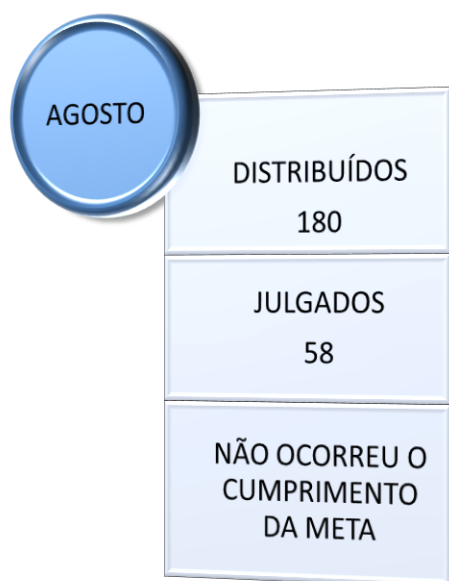 AGOSTO
DISTRIBUÍDOS
180
JULGADOS
58
NÃO OCORREU O
CUMPRIMENTO
DA META